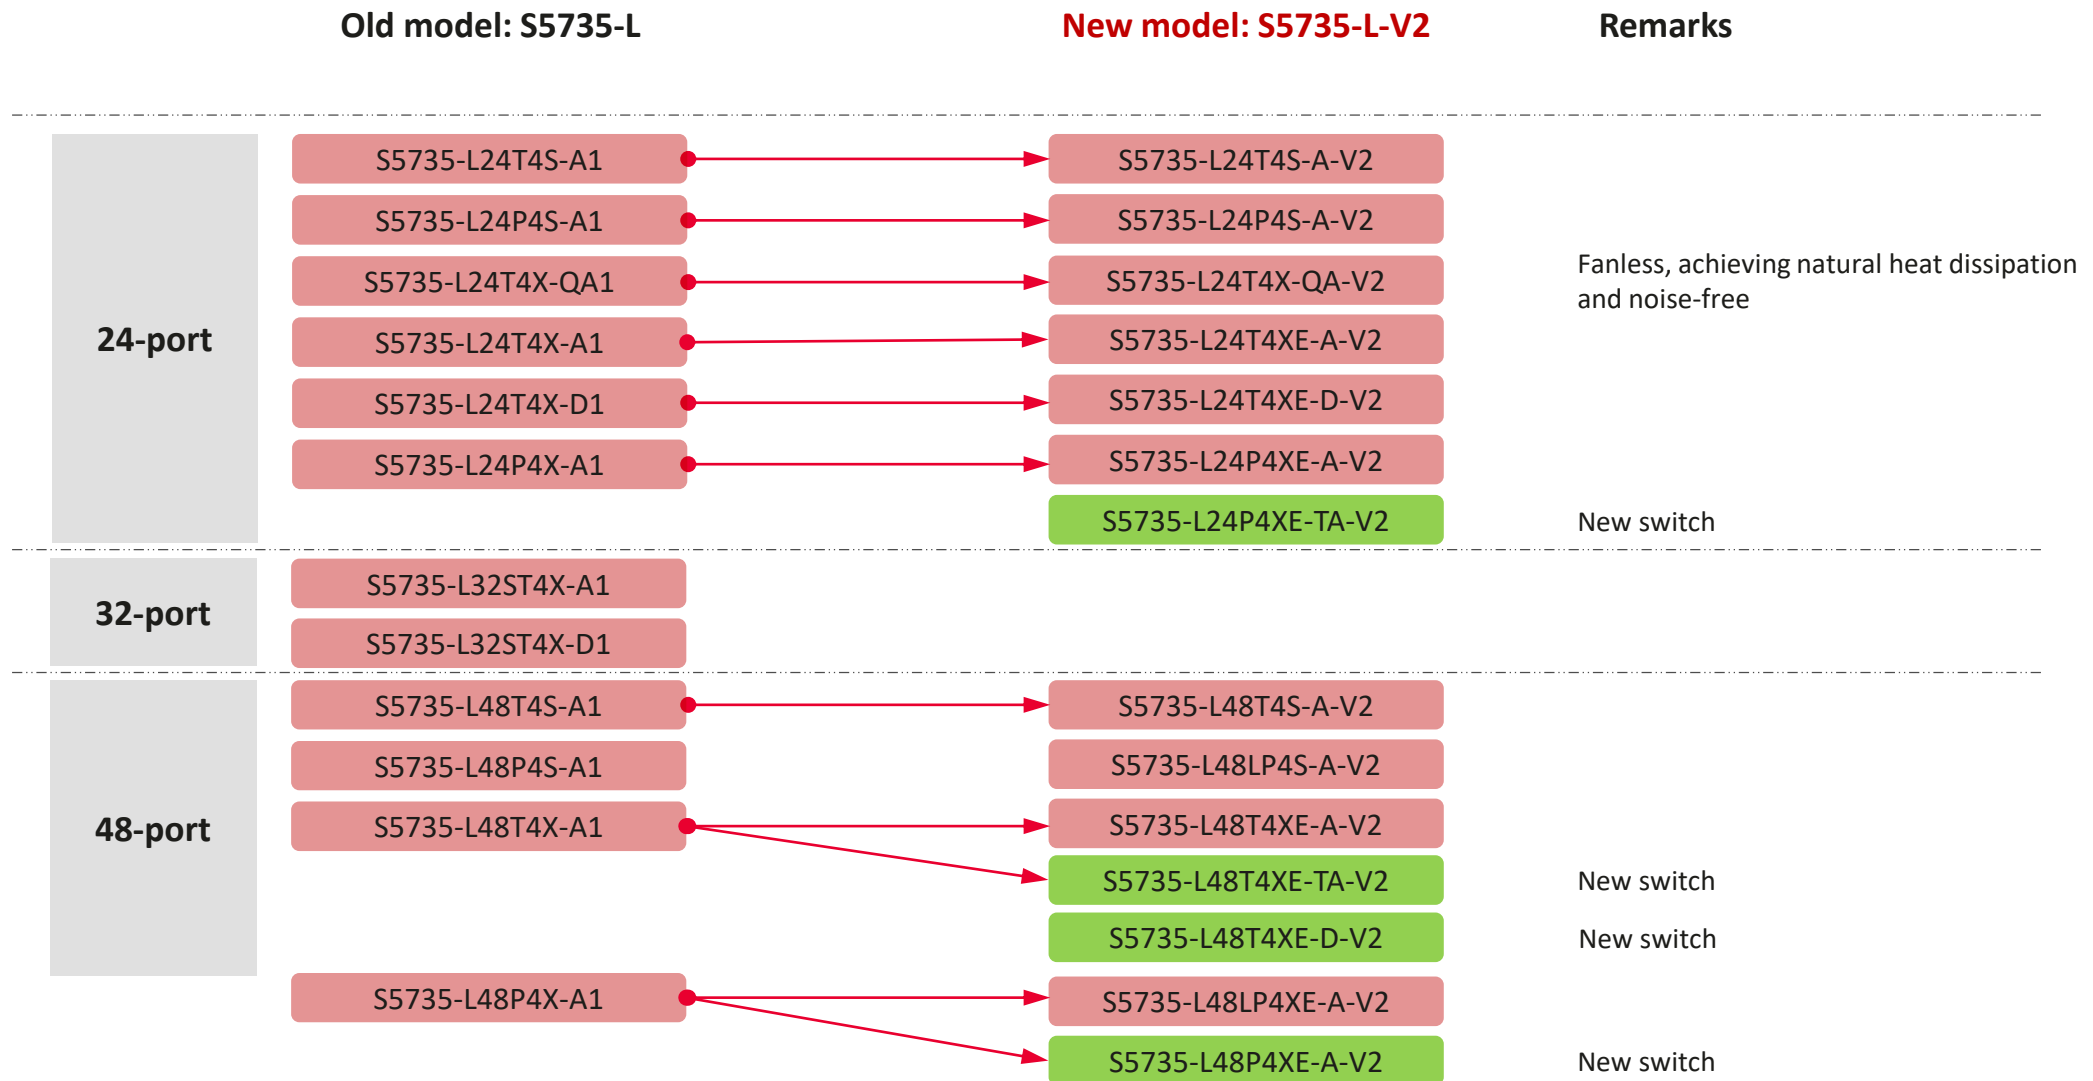 Old model: S5735-L
New model: S5735-L-V2
Remarks
24-port
S5735-L24T4S-A1
S5735-L24T4S-A-V2
S5735-L24P4S-A1
S5735-L24P4S-A-V2
S5735-L24T4X-QA1
S5735-L24T4X-QA-V2
Fanless, achieving natural heat dissipation
and noise-free
S5735-L24T4X-A1
S5735-L24T4XE-A-V2
S5735-L24T4X-D1
S5735-L24T4XE-D-V2
S5735-L24P4X-A1
S5735-L24P4XE-A-V2
S5735-L24P4XE-TA-V2
New switch
32-port
S5735-L32ST4X-A1
S5735-L32ST4X-D1
48-port
S5735-L48T4S-A1
S5735-L48T4S-A-V2
S5735-L48P4S-A1
S5735-L48LP4S-A-V2
S5735-L48T4X-A1
S5735-L48T4XE-A-V2
S5735-L48T4XE-TA-V2
New switch
S5735-L48T4XE-D-V2
New switch
S5735-L48P4X-A1
S5735-L48LP4XE-A-V2
S5735-L48P4XE-A-V2
New switch